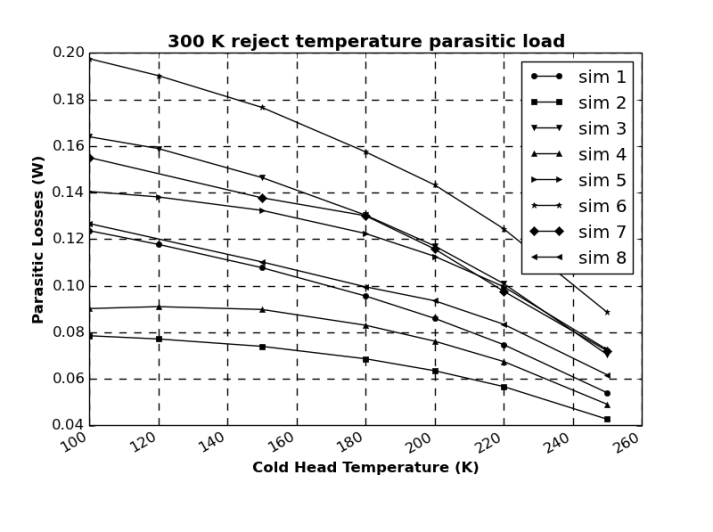 300 K reject temperature parasitic load
0.20
0.18
0.16
0.14
0.12
0.10
0.08
0.06
0.04
Parasitic Losses (W)
sim 1
sim 2
sim 3
sim 4
sim 5
sim 6
sim 7
sim 8
100
120
140
160
180
200
220
240
260
Cold Head Temperature (K)